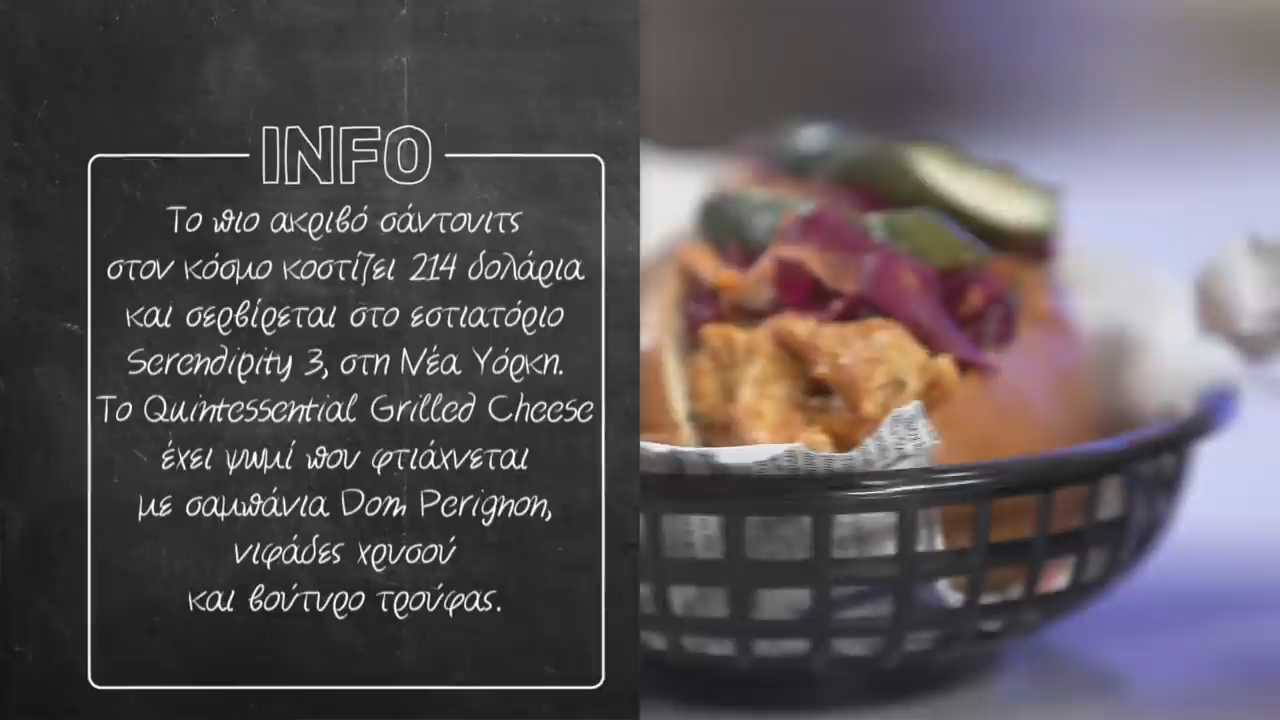 INFO
Το πιο ακριβό σάντουιτς
στον κόσμο κοστίζει 214 δολάρια
και σερβίρεται στο εστιατόριο
Serendipity 3, στη Νέα Υόρκη.
Το Quintessential Grilled Cheese
έχει ψωμί που φτιάχνεται
με σαμπάνια Dom Perignon,
νιφάδες χρυσού
και βούτυρο τρούφας.